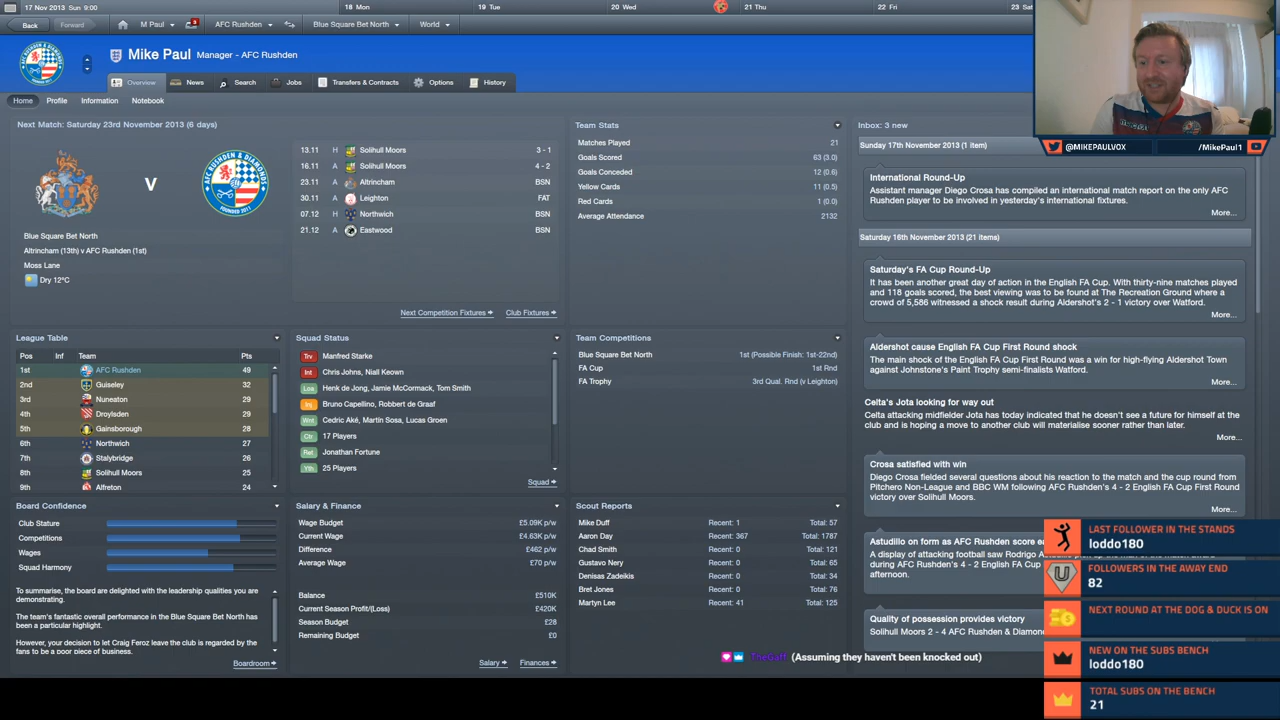 17 Nov 2013 Sun 9:00
18 Mon
19 Tue
20 Wed
21 Thu
22 Fri
23 Sat
Back
Forward
M Paul
AFC Rushden
Blue Square Bet North
World
Mike Paul
Manager - AFC Rushden
Overview
News
Search
Jobs
Transfers & Contracts
Options
History
Home
Profile
Information
Notebook
Next Match: Saturday 23rd November 2013 (6 days)
V
Blue Square Bet North
Altrincham (13th) v AFC Rushden (1st)
Moss Lane
Dry 12°C
13.11 H Solihull Moors 3 - 1
16.11 A Solihull Moors 4 - 2
23.11 A Altrincham BSN
30.11 A Leighton FAT
07.12 H Northwich BSN
21.12 A Eastwood BSN
Next Competition Fixtures
Club Fixtures
Team Stats
Matches Played 21
Goals Scored 63 (3.0)
Goals Conceded 12 (0.6)
Yellow Cards 11 (0.5)
Red Cards 1 (0.0)
Average Attendance 2132
Inbox: 3 new
Sunday 17th November 2013 (1 item)
International Round-Up
Assistant manager Diego Crosa has compiled an international match report on the only AFC
Rushden player to be involved in yesterday's international fixtures.
More...
Saturday 16th November 2013 (21 items)
Saturday's FA Cup Round-Up
It has been another great day of action in the English FA Cup. With thirty-nine matches played
and 118 goals scored, the best viewing was to be found at The Recreation Ground where a
crowd of 5,586 witnessed a shock result during Aldershot's 2 - 1 victory over Watford.
More...
Aldershot cause English FA Cup First Round shock
The main shock of the English FA Cup First Round was a win for high-flying Aldershot Town
against Johnstone's Paint Trophy semi-finalists Watford.
More...
Celta's Jota looking for way out
Celta attacking midfielder Jota has today indicated that he doesn't see a future for himself at the
club and is hoping a move to another club will materialise sooner rather than later.
More...
Crosa satisfied with win
Diego Crosa fielded several questions about his reaction to the match and the cup round from
Pitchero Non-League and BBC WM following AFC Rushden's 4 - 2 English FA Cup First Round
victory over Solihull Moors.
More...
Astudillo on form as AFC Rushden score
A display of attacking football saw Rodrigo Astudillo
during AFC Rushden's 4 - 2 English FA Cup First Round
afternoon.
Quality of possession provides victory
Solihull Moors 2 - 4 AFC Rushden & Diamonds
League Table
Pos Inf Team Pts
1st AFC Rushden 49
2nd Guiseley 32
3rd Nuneaton 29
4th Droylsden 29
5th Gainsborough 28
6th Northwich 27
7th Stalybridge 26
8th Solihull Moors 25
9th Alfreton 24
Squad Status
Trv Manfred Starke
Int Chris Johns, Niall Keown
Loa Henk de Jong, Jamie McCormack, Tom Smith
Inj Bruno Capellino, Robbert de Graaf
Wnt Cedric Aké, Martín Sosa, Lucas Groen
Ctr 17 Players
Ret Jonathan Fortune
Yth 25 Players
Squad
Team Competitions
Blue Square Bet North 1st (Possible Finish: 1st-22nd)
FA Cup 1st Rnd
FA Trophy 3rd Qual. Rnd (v Leighton)
Board Confidence
Club Stature
Competitions
Wages
Squad Harmony
To summarise, the board are delighted with the leadership qualities you are
demonstrating.
The team's fantastic overall performance in the Blue Square Bet North has
been a particular highlight.
However, your decision to let Craig Feroz leave the club is regarded by the
fans to be a poor piece of business.
Boardroom
Salary & Finance
Wage Budget £5.09K p/w
Current Wage £4.63K p/w
Difference £462 p/w
Average Wage £70 p/w
Balance £510K
Current Season Profit/(Loss) £420K
Season Budget £28
Remaining Budget £0
Salary
Finances
Scout Reports
Mike Duff Recent: 1 Total: 57
Aaron Day Recent: 367 Total: 1787
Chad Smith Recent: 0 Total: 121
Gustavo Nery Recent: 0 Total: 65
Denisas Zadeikis Recent: 0 Total: 34
Bret Jones Recent: 0 Total: 76
Martyn Lee Recent: 41 Total: 125
@MIKEPAULVOX
/MikePaul1
LAST FOLLOWER IN THE STANDS
loddo180
FOLLOWERS IN THE AWAY END
82
NEXT ROUND AT THE DOG & DUCK IS ON
NEW ON THE SUBS BENCH
loddo180
TOTAL SUBS ON THE BENCH
21
TheGaff (Assuming they haven't been knocked out)